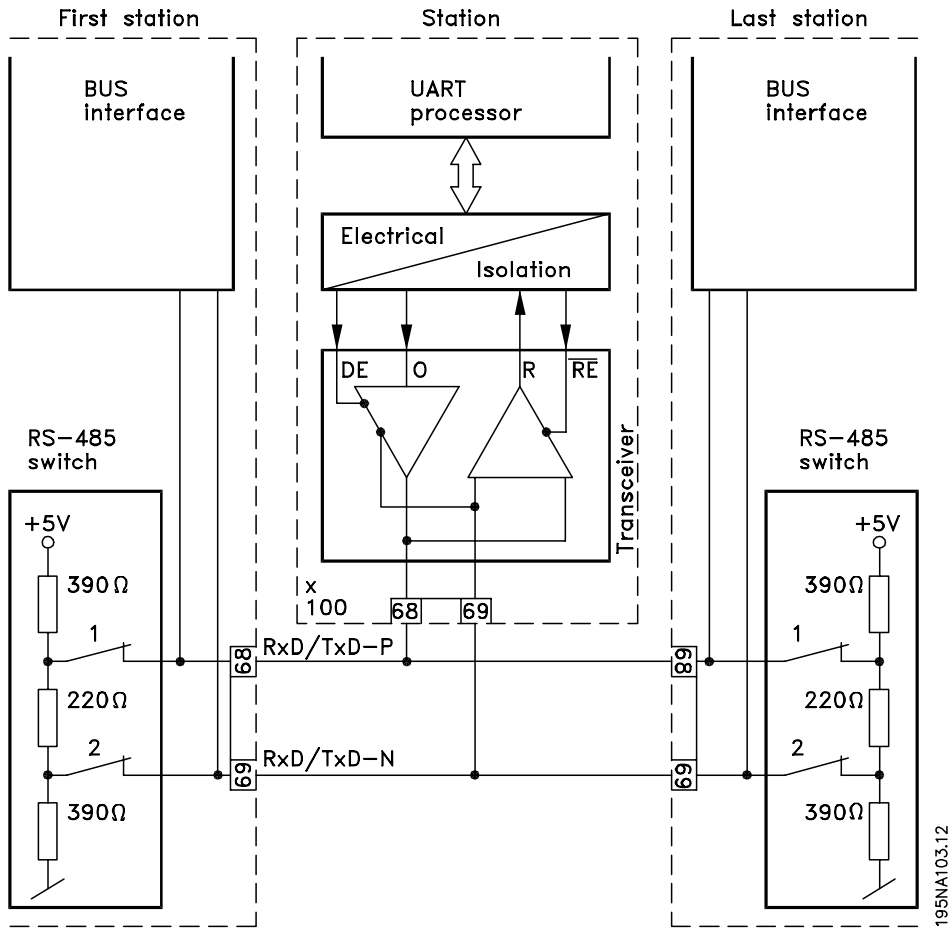 First station
Station
Last station
BUS
interface
UART
processor
BUS
interface
Electrical
Isolation
DE
O
R
RE
Transceiver
RS-485
switch
RS-485
switch
+5V
390Ω
1
220Ω
2
390Ω
x
100
68
69
68
RxD/TxD-P
69
RxD/TxD-N
68
69
+5V
390Ω
1
220Ω
2
390Ω
195NA103.12